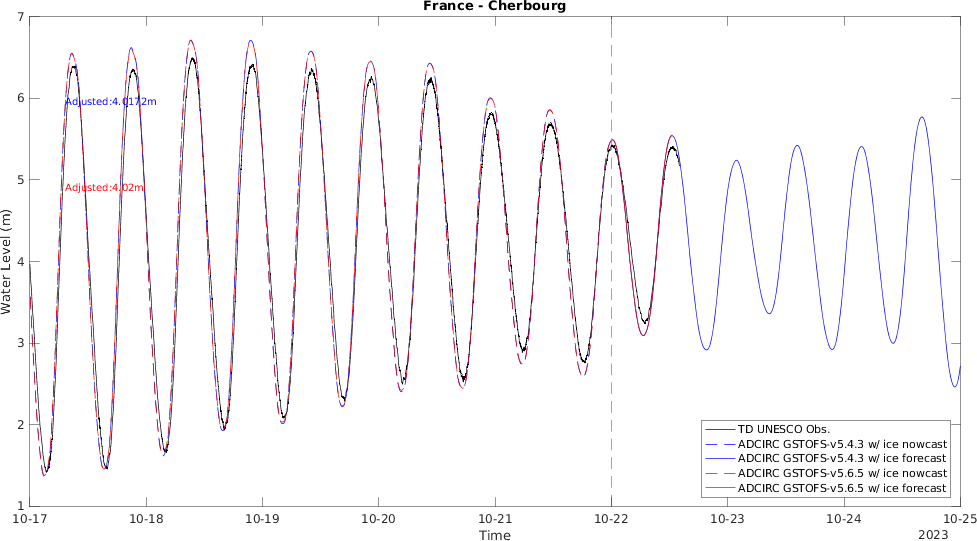 France - Cherbourg
7
6
5
4
3
2
1
Water Level (m)
Adjusted:4.0172m
Adjusted:4.02m
TD UNESCO Obs.
ADCIRC GSTOFS-v5.4.3 w/ ice nowcast
ADCIRC GSTOFS-v5.4.3 w/ ice forecast
ADCIRC GSTOFS-v5.6.5 w/ ice nowcast
ADCIRC GSTOFS-v5.6.5 w/ ice forecast
10-17 10-18 10-19 10-20 10-21 10-22 10-23 10-24 10-25
Time
2023